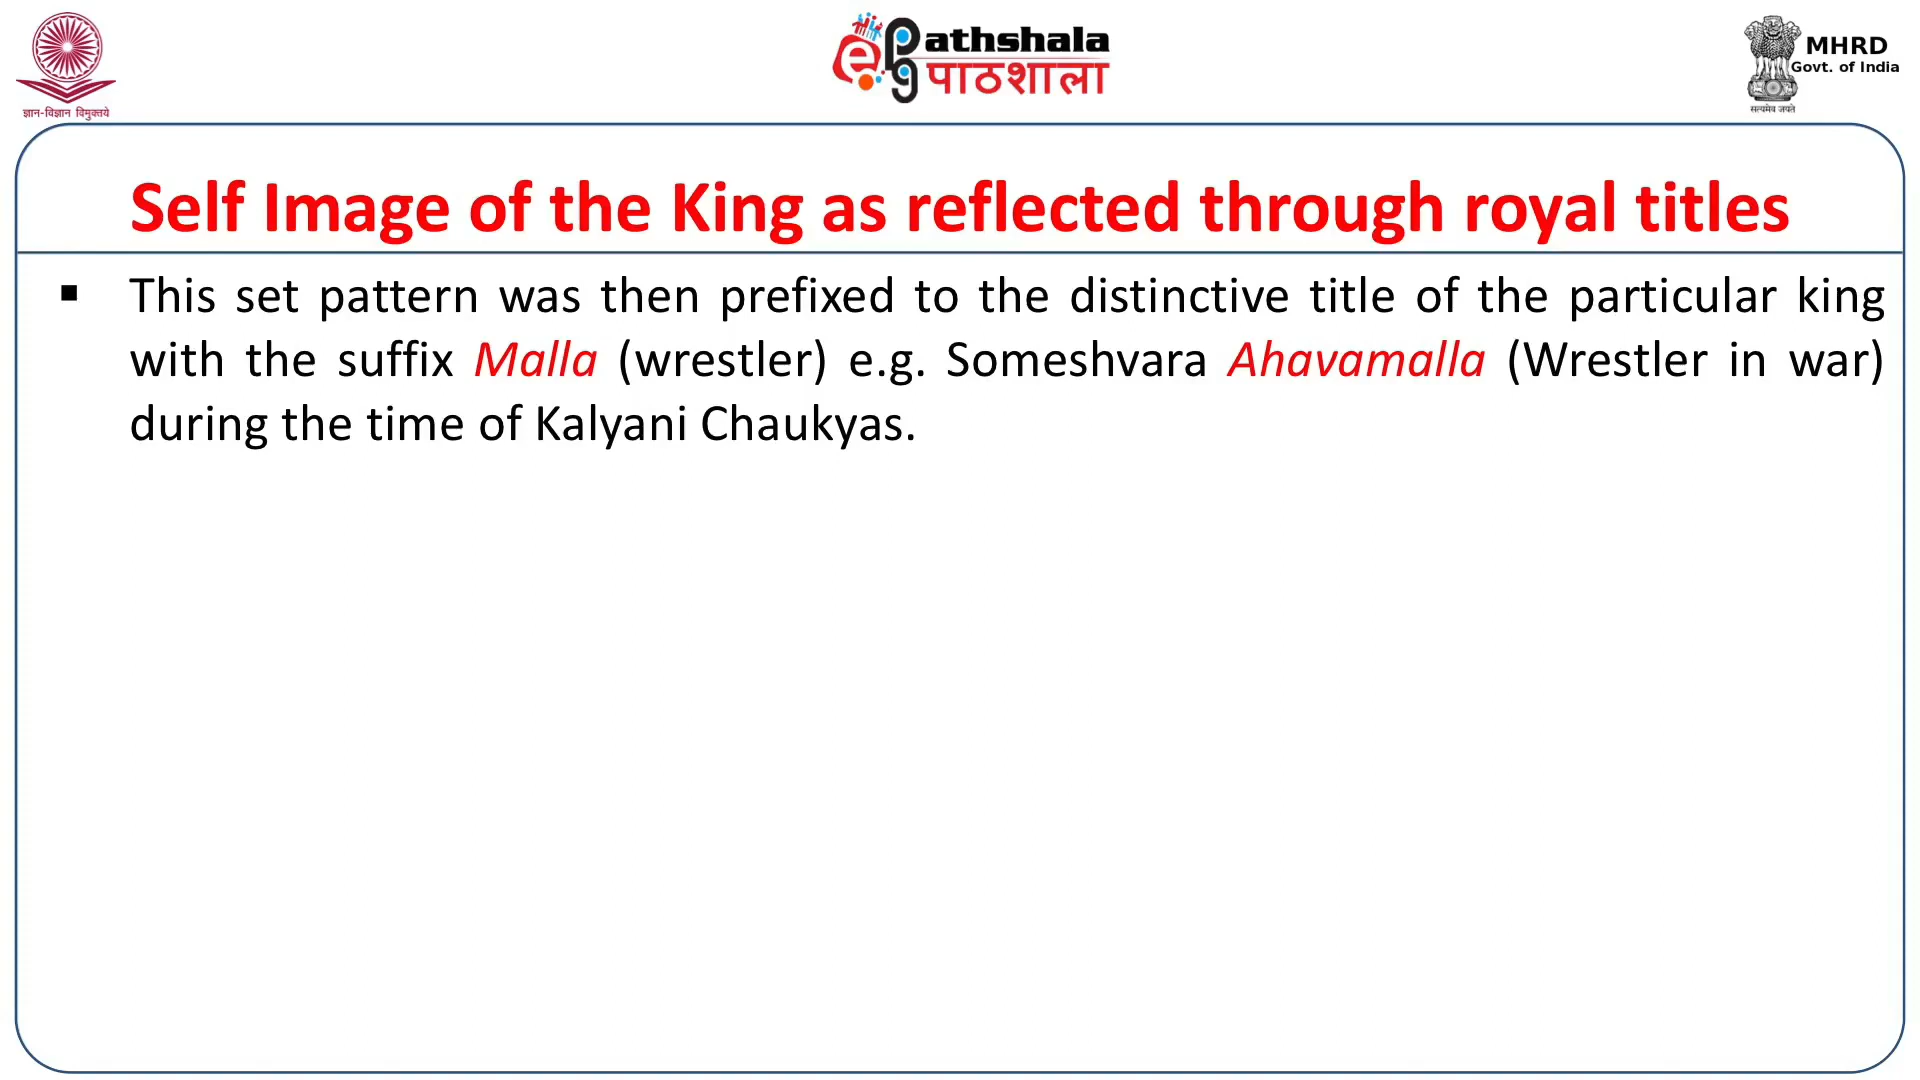 ज्ञान-विज्ञान विमुक्तये
ePathshala
पाठशाला
MHRD
Govt. of India
सत्यमेव जयते
Self Image of the King as reflected through royal titles
▪ This set pattern was then prefixed to the distinctive title of the particular king
with the suffix Malla (wrestler) e.g. Someshvara Ahavamalla (Wrestler in war)
during the time of Kalyani Chaukyas.